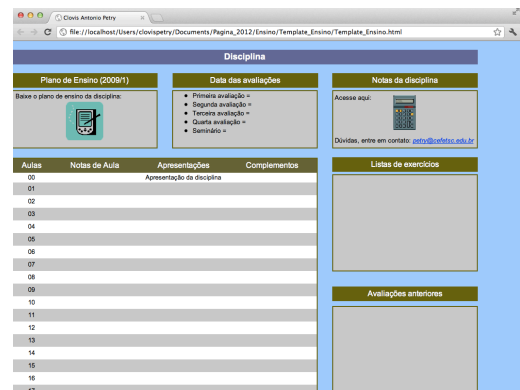 Clovis Antonio Petry
file://localhost/Users/clovispetry/Documents/Pagina_2012/Ensino/Template_Ensino/Template_Ensino.html
Disciplina
Plano de Ensino (2009/1)
Baixe o plano de ensino da disciplina:
Data das avaliações
Primeira avaliação =
Segunda avaliação =
Terceira avaliação =
Quarta avaliação =
Seminário =
Notas da disciplina
Acesse aqui:
Dúvidas, entre em contato: petry@cefetsc.edu.br
Aulas Notas de Aula Apresentações Complementos
00 Apresentação da disciplina
01
02
03
04
05
06
07
08
09
10
11
12
13
14
15
16
17
Listas de exercícios
Avaliações anteriores